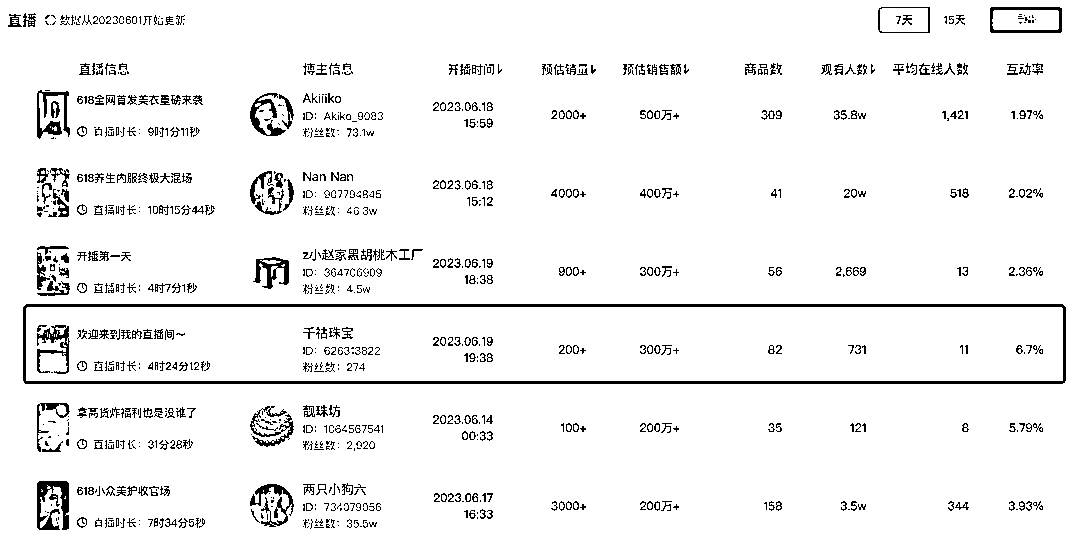 直播 数据从20230601开始更新 7天 15天
直播信息 博主信息 开播时间 预估销量 预估销售额 商品数 观看人数 平均在线人数 互动率
618全网首发美衣重磅来袭 Akiiiko
ID: Akiko_9083 2023.06.18 15:59 2000+ 500万+ 309 35.8w 1,421 1.97%
直播时长: 9时1分11秒 粉丝数: 73.1w
618养生内服终极大混场 Nan Nan
ID: 907794845 2023.06.18 15:12 4000+ 400万+ 41 20w 518 2.02%
直播时长: 10时15分44秒 粉丝数: 46.3w
开播第一天 z小赵家黑胡桃木工厂
ID: 364706909 2023.06.19 18:38 900+ 300万+ 56 2,669 13 2.36%
直播时长: 4时7分1秒 粉丝数: 4.5w
欢迎来到我的直播间～ 千祜珠宝
ID: 626313822 2023.06.19 19:38 200+ 300万+ 82 731 11 6.7%
直播时长: 4时24分12秒 粉丝数: 274
拿高货炸福利也是没谁了 靓珠坊
ID: 1064567541 2023.06.14 00:33 100+ 200万+ 35 121 8 5.79%
直播时长: 31分28秒 粉丝数: 2,920
618小众美护收官场 两只小狗六
ID: 734079056 2023.06.17 16:33 3000+ 200万+ 158 3.5w 344 3.93%
直播时长: 7时34分5秒 粉丝数: 35.5w